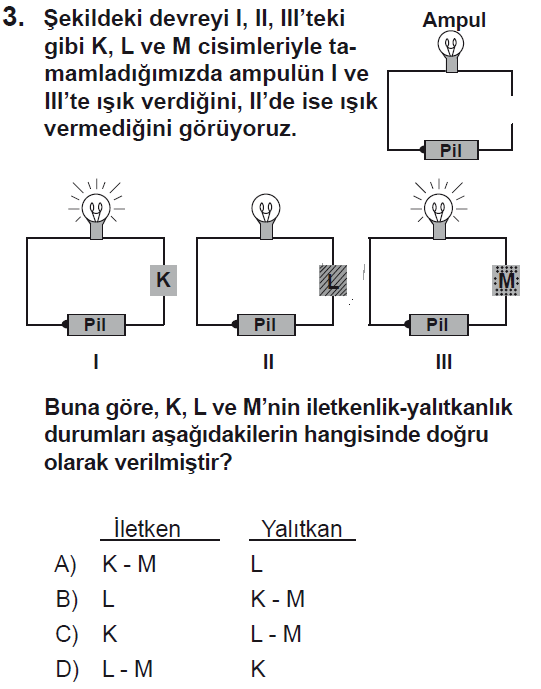 3. Şekildeki devreyi I, II, III'teki
gibi K, L ve M cisimleriyle ta-
mamladığımızda ampulün I ve
III'te ışık verdiğini, II'de ise ışık
vermediğini görüyoruz.
Ampul
Pil
K
L
M
Pil
Pil
Pil
I
II
III
Buna göre, K, L ve M'nin iletkenlik-yalıtkanlık
durumları aşağıdakilerin hangisinde doğru
olarak verilmiştir?
İletken Yalıtkan
A) K - M L
B) L K - M
C) K L - M
D) L - M K